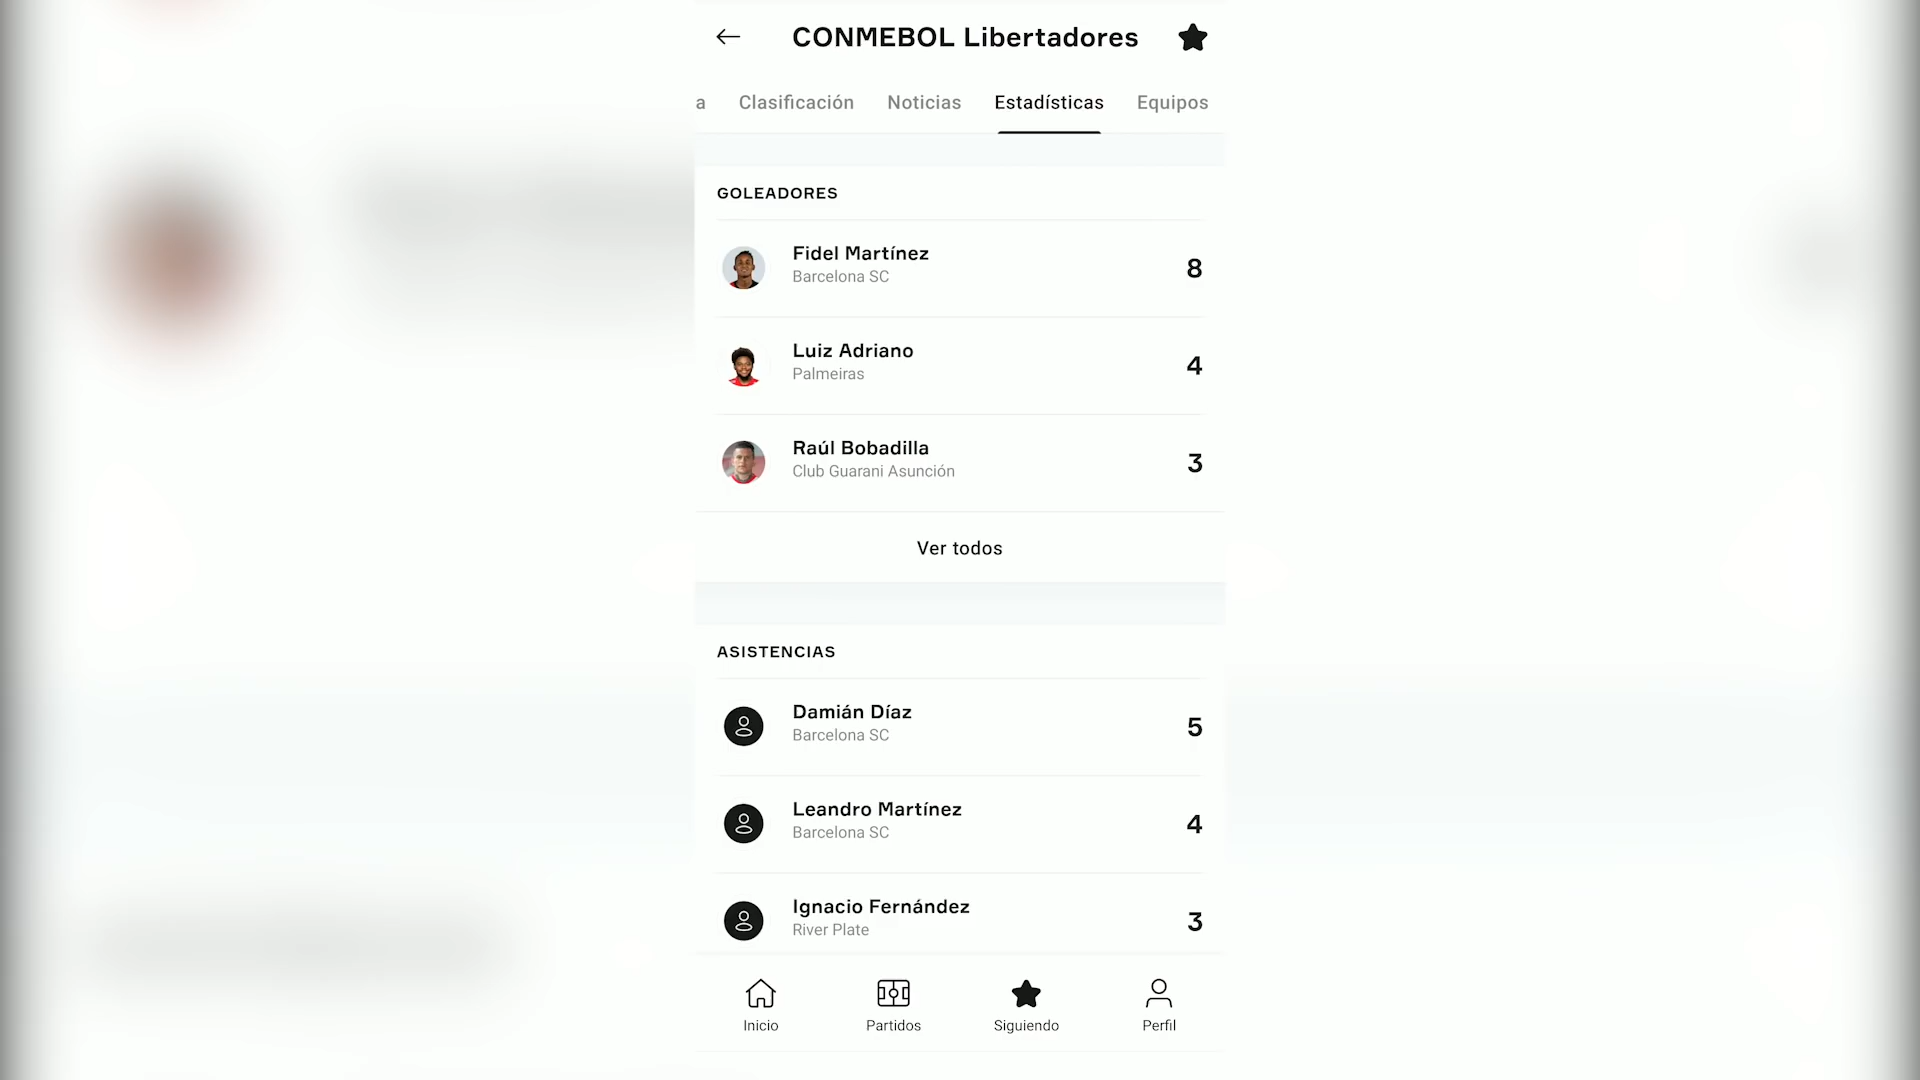 CONMEBOL Libertadores
a Clasificación Noticias Estadísticas Equipos
GOLEADORES
Fidel Martínez
Barcelona SC
8
Luiz Adriano
Palmeiras
4
Raúl Bobadilla
Club Guarani Asunción
3
Ver todos
ASISTENCIAS
Damián Díaz
Barcelona SC
5
Leandro Martínez
Barcelona SC
4
Ignacio Fernández
River Plate
3
Inicio Partidos Siguiendo Perfil